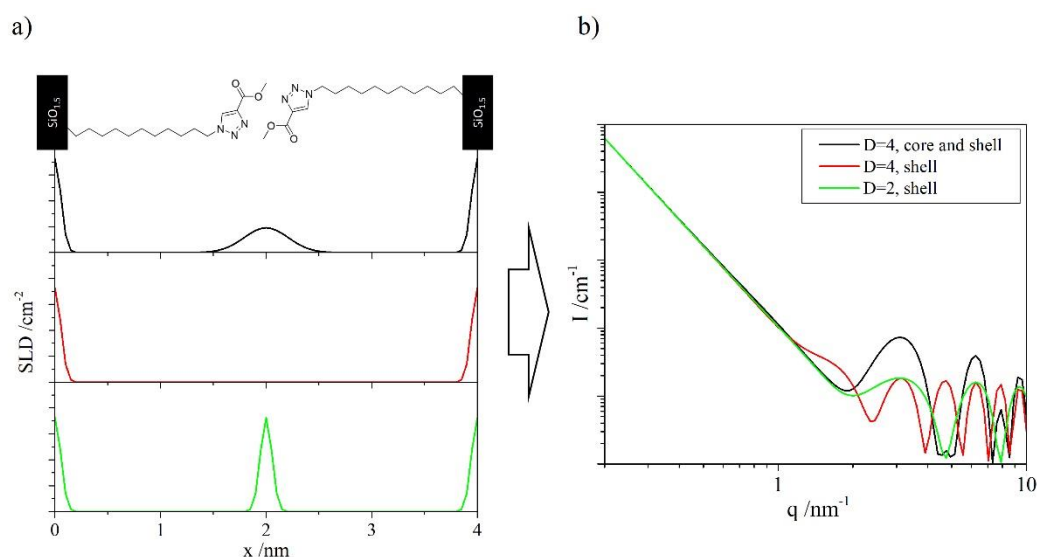 a)
b)
SiO1.5
SiO1.5
O
O
N
N
N
N
N
N
O
O
SLD /cm-2
0
1
2
3
4
x /nm
D=4, core and shell
D=4, shell
D=2, shell
I /cm-1
1
10
q /nm-1